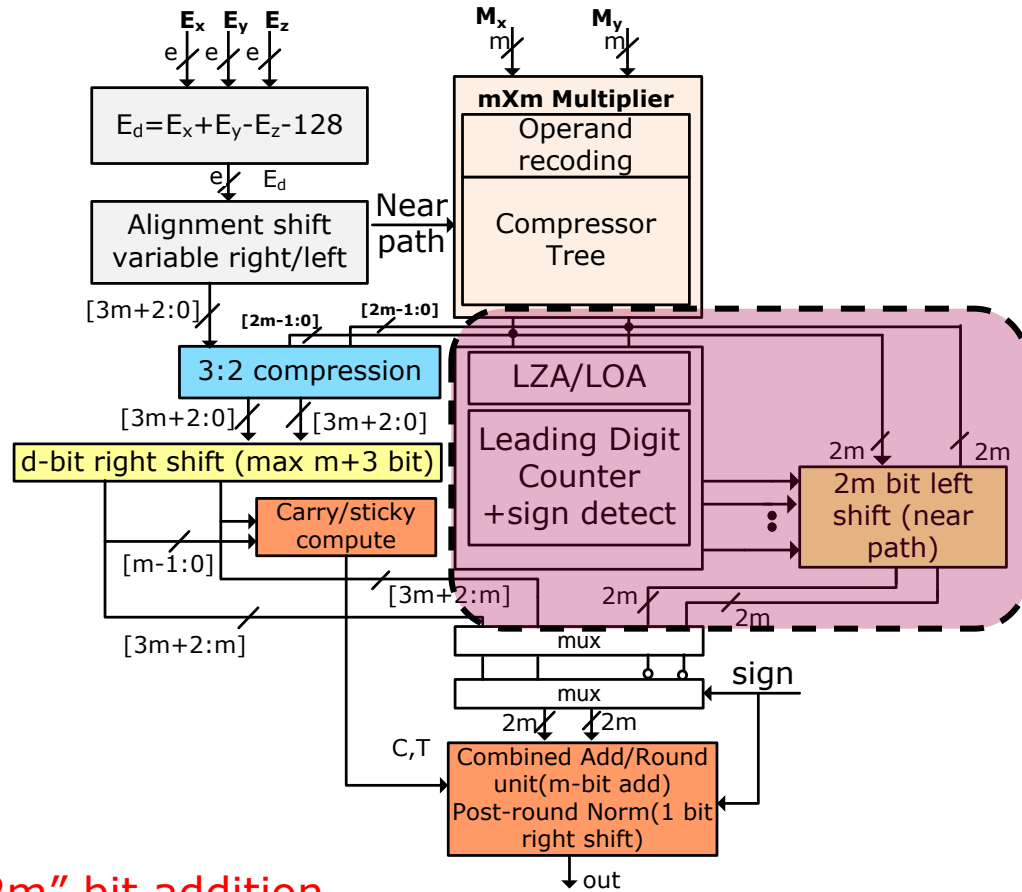 Ex Ey Ez
e e e
Ed=Ex+Ey-Ez-128
e Ed
Alignment shift
variable right/left
Near
path
Mx My
m m
mXm Multiplier
Operand
recoding
Compressor
Tree
[3m+2:0]
[2m-1:0] [2m-1:0]
3:2 compression
[3m+2:0] [3m+2:0]
d-bit right shift (max m+3 bit)
Carry/sticky
compute
[m-1:0]
[3m+2:m]
[3m+2:m]
LZA/LOA
Leading Digit
Counter
+sign detect
2m 2m
2m bit left
shift (near
path)
2m 2m
mux
mux
sign
2m 2m
C,T
Combined Add/Round
unit(m-bit add)
Post-round Norm(1 bit
right shift)
out
m” bit addition